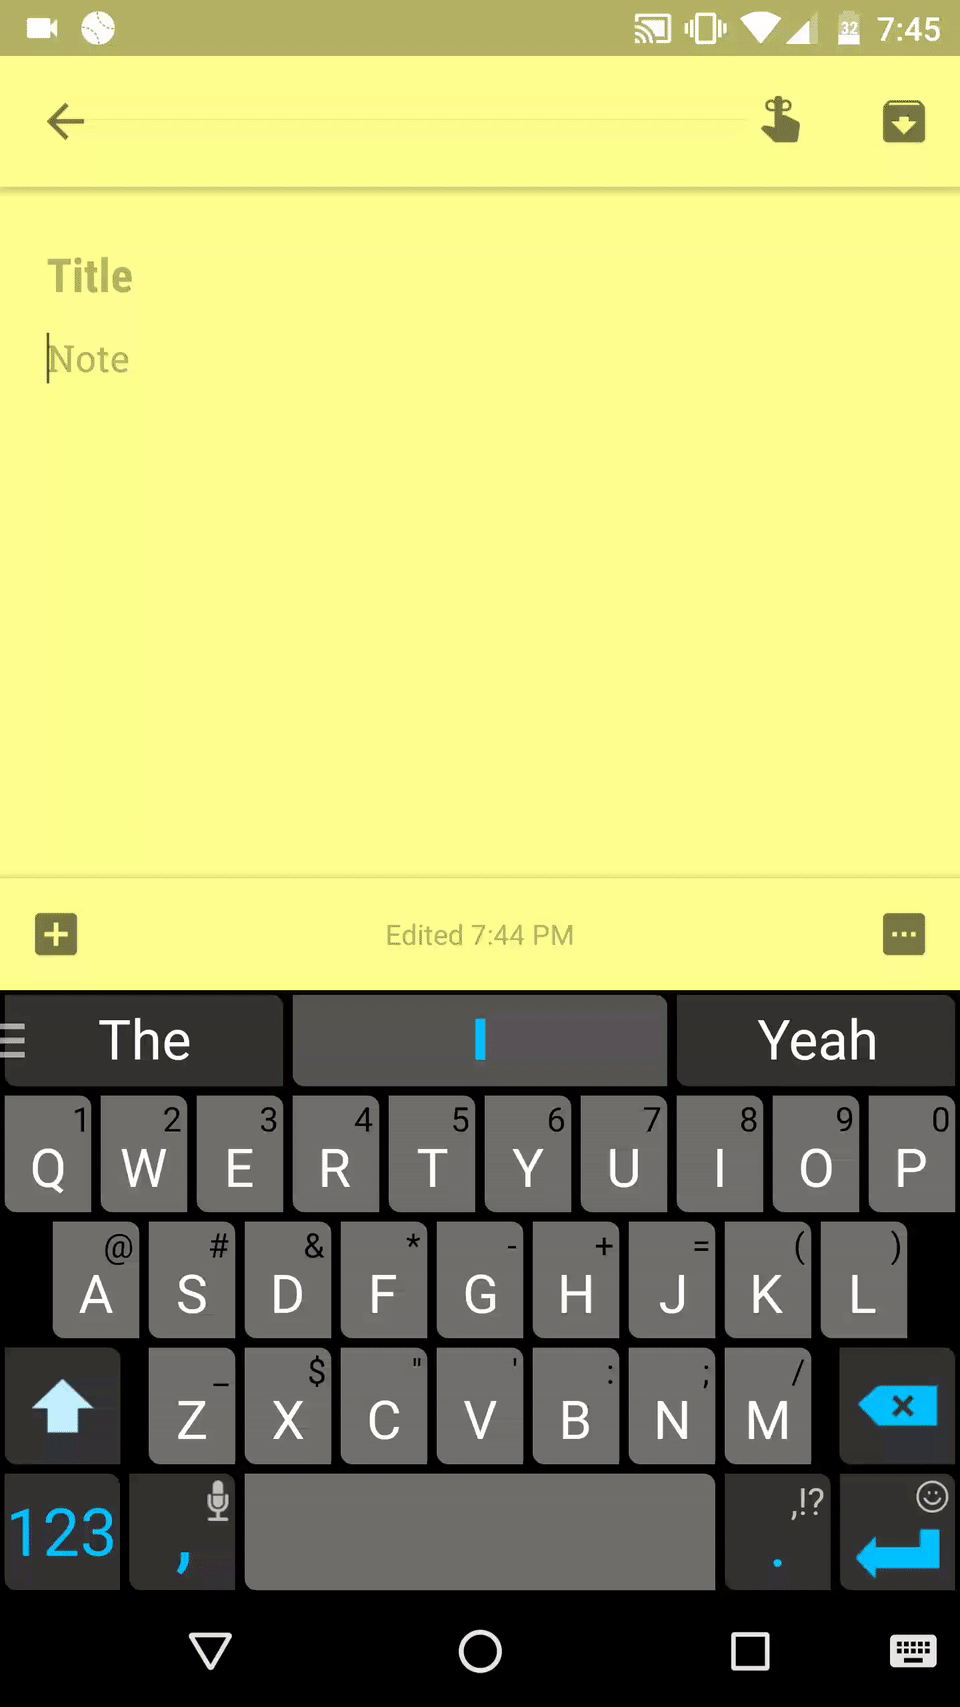 32 7:45
Title
Note
Edited 7:44 PM
The I Yeah
1 2 3 4 5 6 7 8 9 0
Q W E R T Y U I O P
@ # & * - + = ( )
A S D F G H J K L
_ $ " ' : ; /
Z X C V B N M
,!?
123 , .